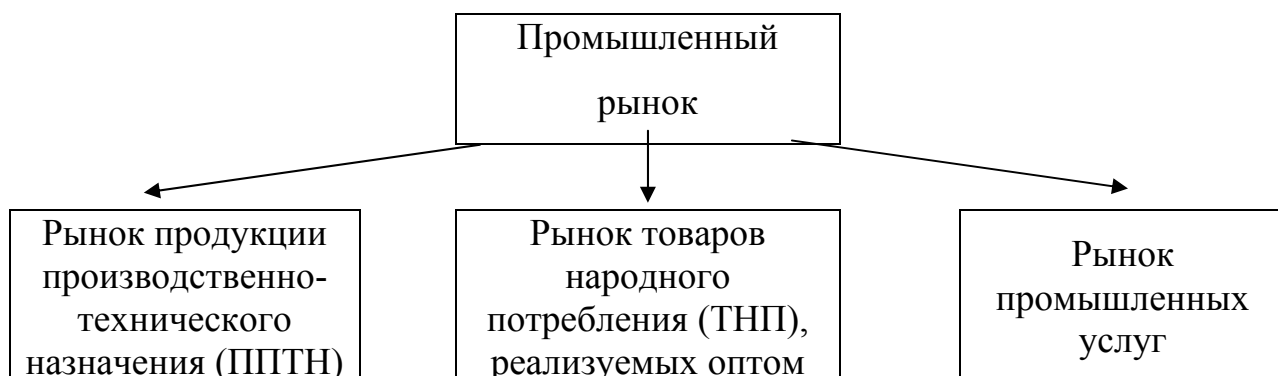 Промышленный
рынок
Рынок продукции
производственно-
технического
назначения (ППТН)
Рынок товаров
народного
потребления (ТНП),
реализуемых оптом
Рынок
промышленных
услуг